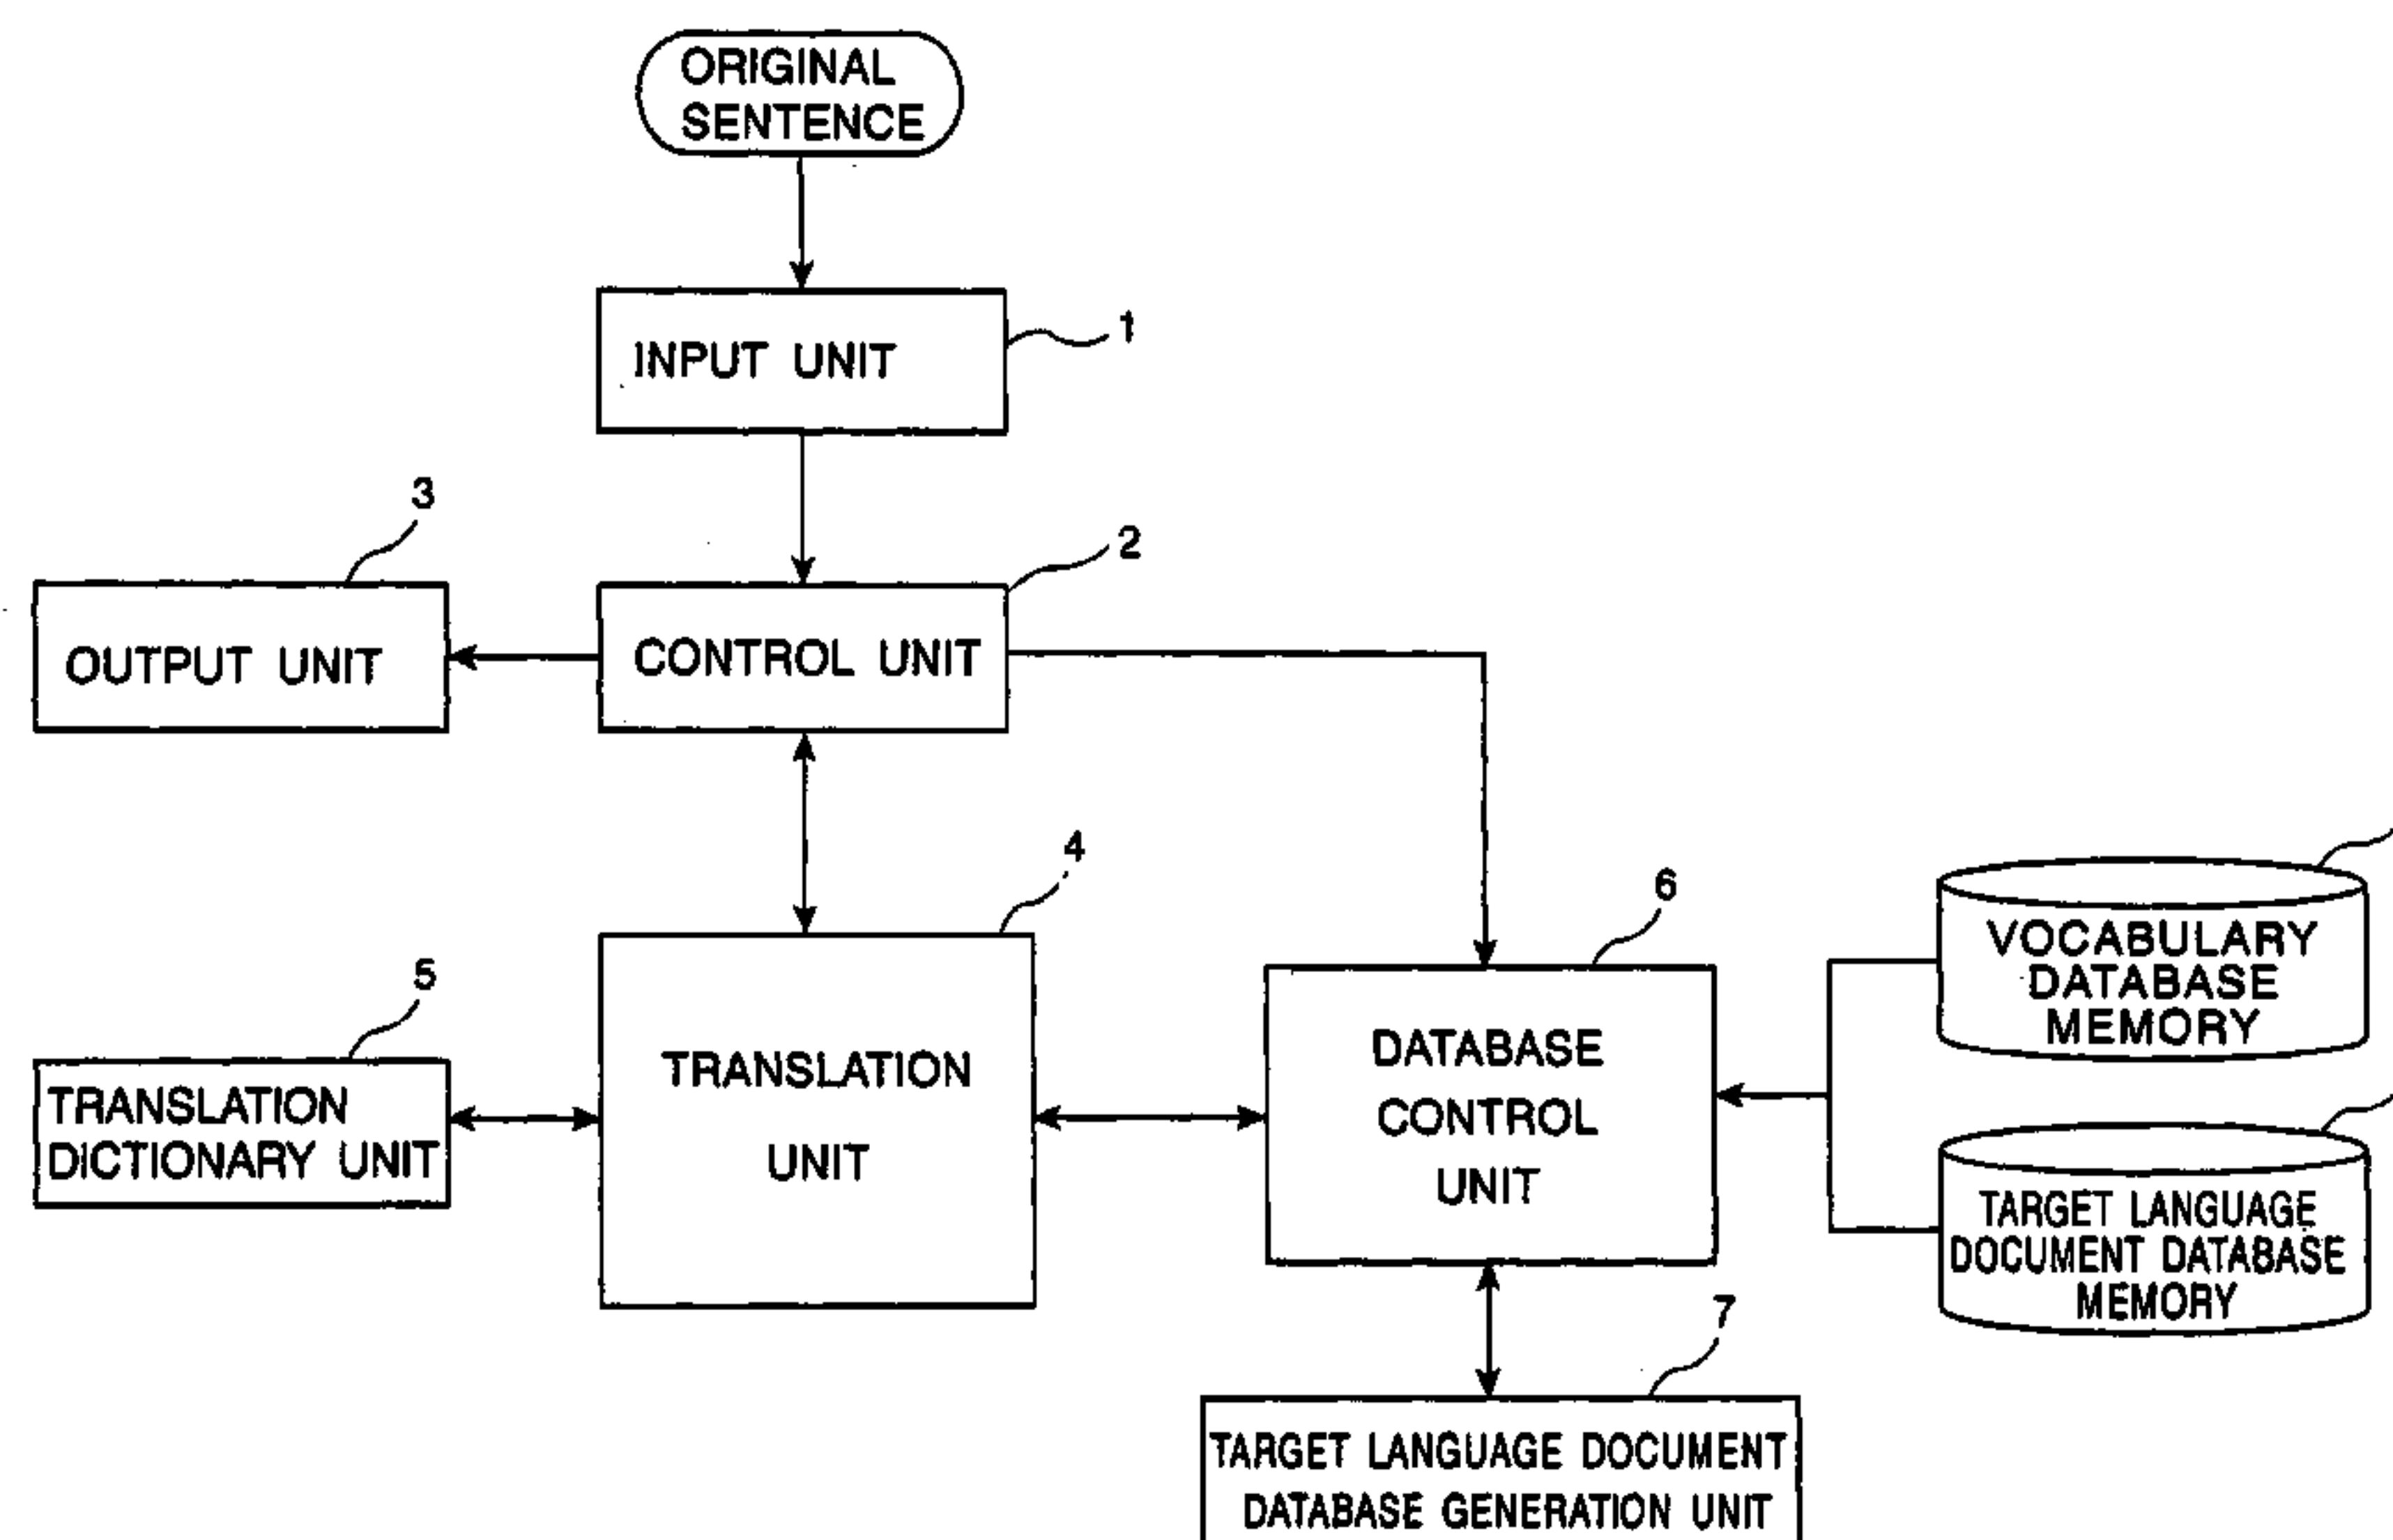 ORIGINAL
SENTENCE
1
INPUT UNIT
3
2
OUTPUT UNIT
CONTROL UNIT
4
6
5
VOCABULARY
DATABASE
MEMORY
TRANSLATION
DICTIONARY UNIT
TRANSLATION
UNIT
DATABASE
CONTROL
UNIT
TARGET LANGUAGE
DOCUMENT DATABASE
MEMORY
7
TARGET LANGUAGE DOCUMENT
DATABASE GENERATION UNIT